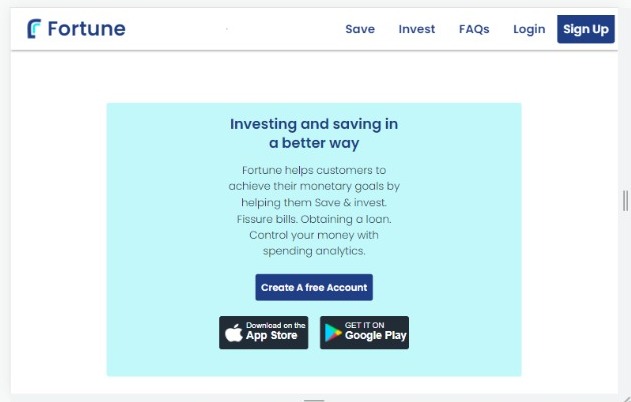 Fortune
Save Invest FAQs Login Sign Up
Investing and saving in
a better way
Fortune helps customers to
achieve their monetary goals by
helping them Save & invest.
Fissure bills. Obtaining a loan.
Control your money with
spending analytics.
Create A free Account
Download on the
App Store
GET IT ON
Google Play